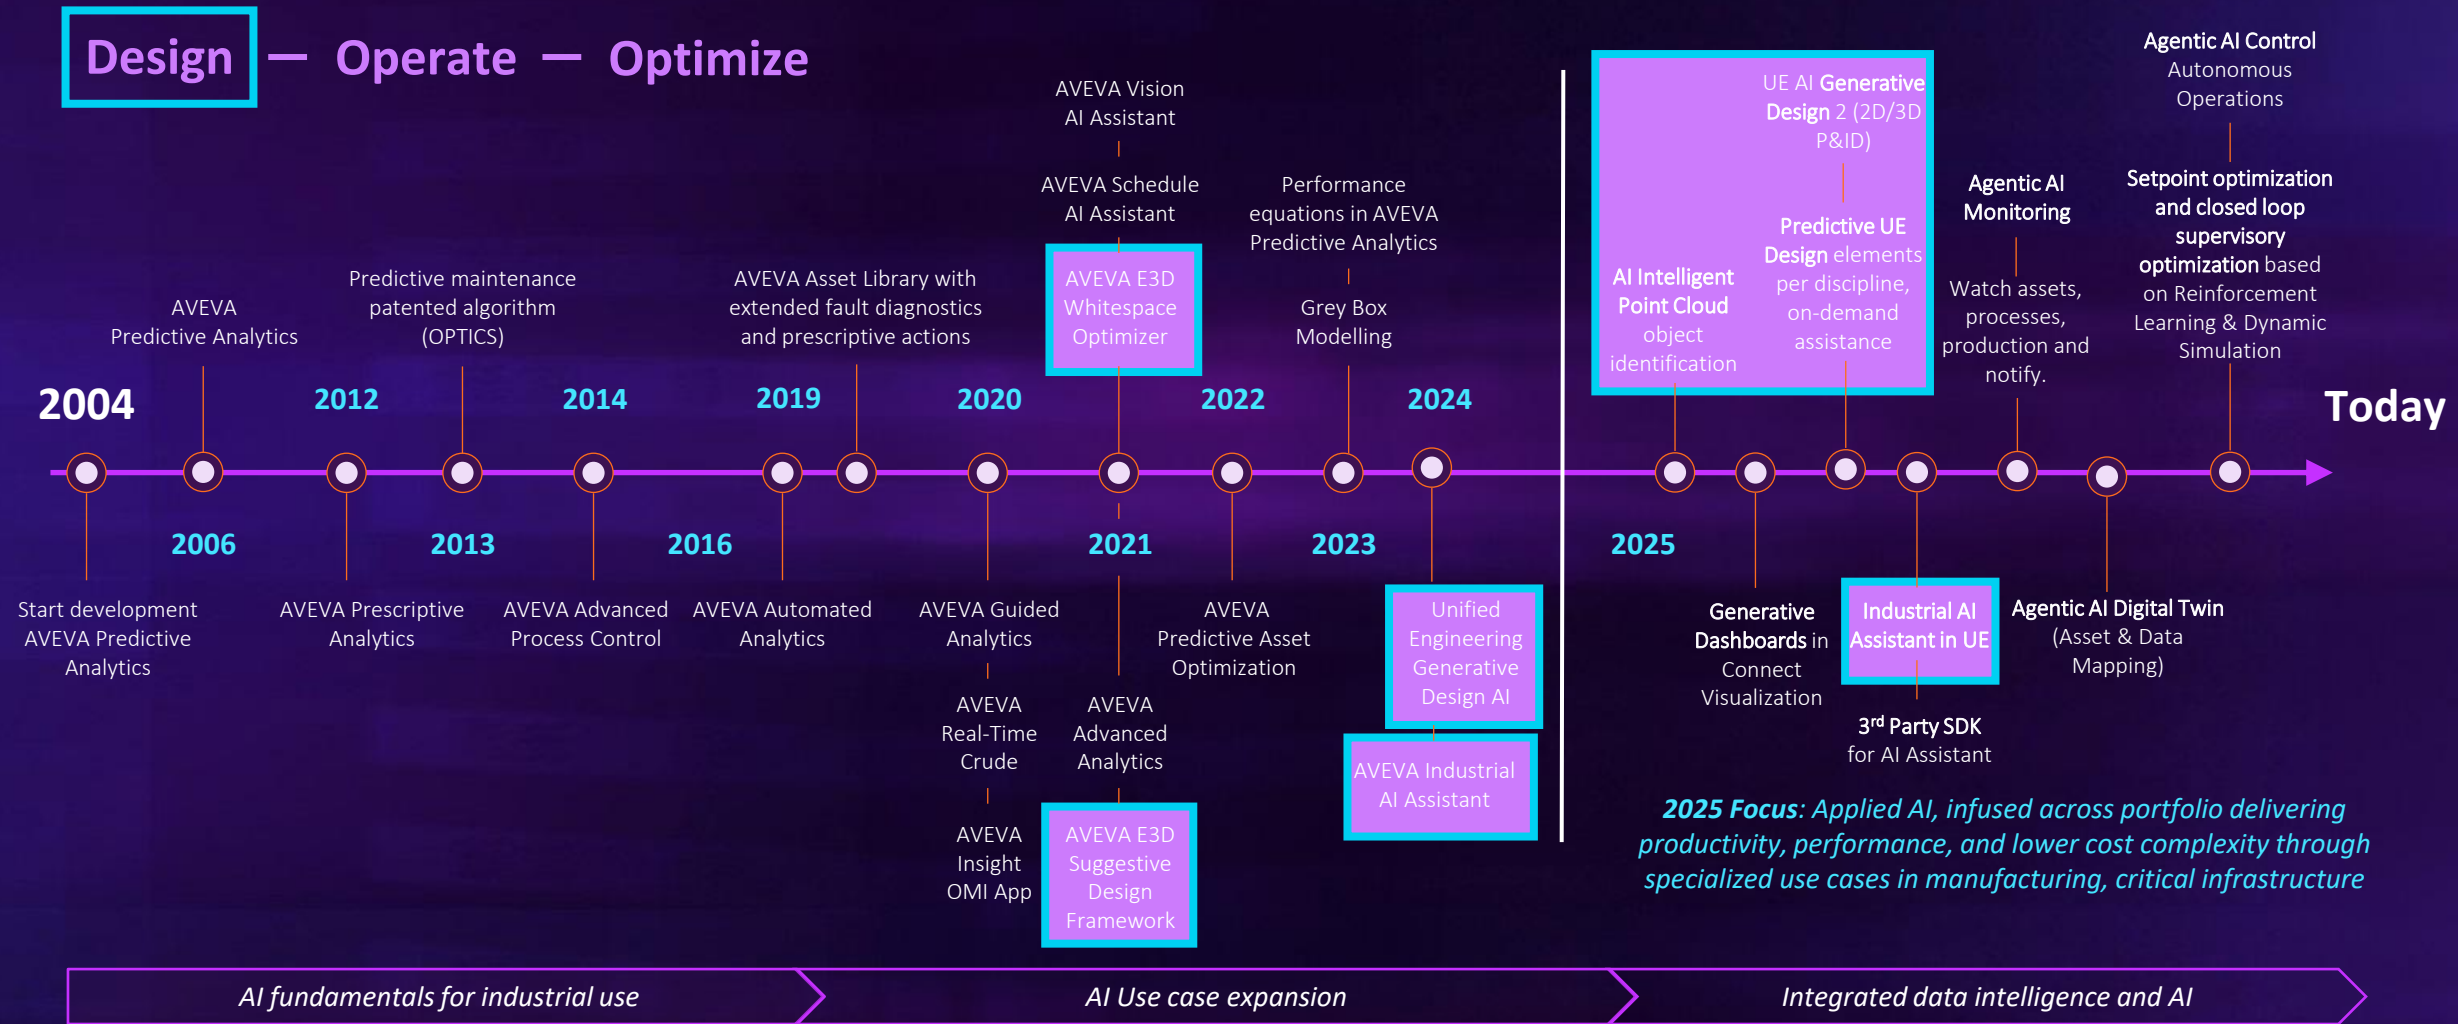 Design — Operate — Optimize
AVEVA
Predictive Analytics
Predictive maintenance
patented algorithm
(OPTICS)
AVEVA Asset Library with
extended fault diagnostics
and prescriptive actions
AVEVA Vision
AI Assistant
AVEVA Schedule
AI Assistant
AVEVA E3D
Whitespace
Optimizer
Performance
equations in AVEVA
Predictive Analytics
Grey Box
Modelling
AI Intelligent
Point Cloud
object
identification
UE AI Generative
Design 2 (2D/3D
P&ID)
Predictive UE
Design elements
per discipline,
on-demand
assistance
Agentic AI
Monitoring
Watch assets,
processes,
production and
notify.
Agentic AI Control
Autonomous
Operations
Setpoint optimization
and closed loop
supervisory
optimization based
on Reinforcement
Learning & Dynamic
Simulation
2004
2012
2014
2019
2020
2022
2024
Today
2006
2013
2016
2021
2023
2025
Start development
AVEVA Predictive
Analytics
AVEVA Prescriptive
Analytics
AVEVA Advanced
Process Control
AVEVA Automated
Analytics
AVEVA Guided
Analytics
AVEVA
Real-Time
Crude
AVEVA
Insight
OMI App
AVEVA
Advanced
Analytics
AVEVA E3D
Suggestive
Design
Framework
AVEVA
Predictive Asset
Optimization
Unified
Engineering
Generative
Design AI
AVEVA Industrial
AI Assistant
Generative
Dashboards in
Connect
Visualization
Industrial AI
Assistant in UE
3rd Party SDK
for AI Assistant
Agentic AI Digital Twin
(Asset & Data
Mapping)
2025 Focus: Applied AI, infused across portfolio delivering
productivity, performance, and lower cost complexity through
specialized use cases in manufacturing, critical infrastructure
AI fundamentals for industrial use
AI Use case expansion
Integrated data intelligence and AI